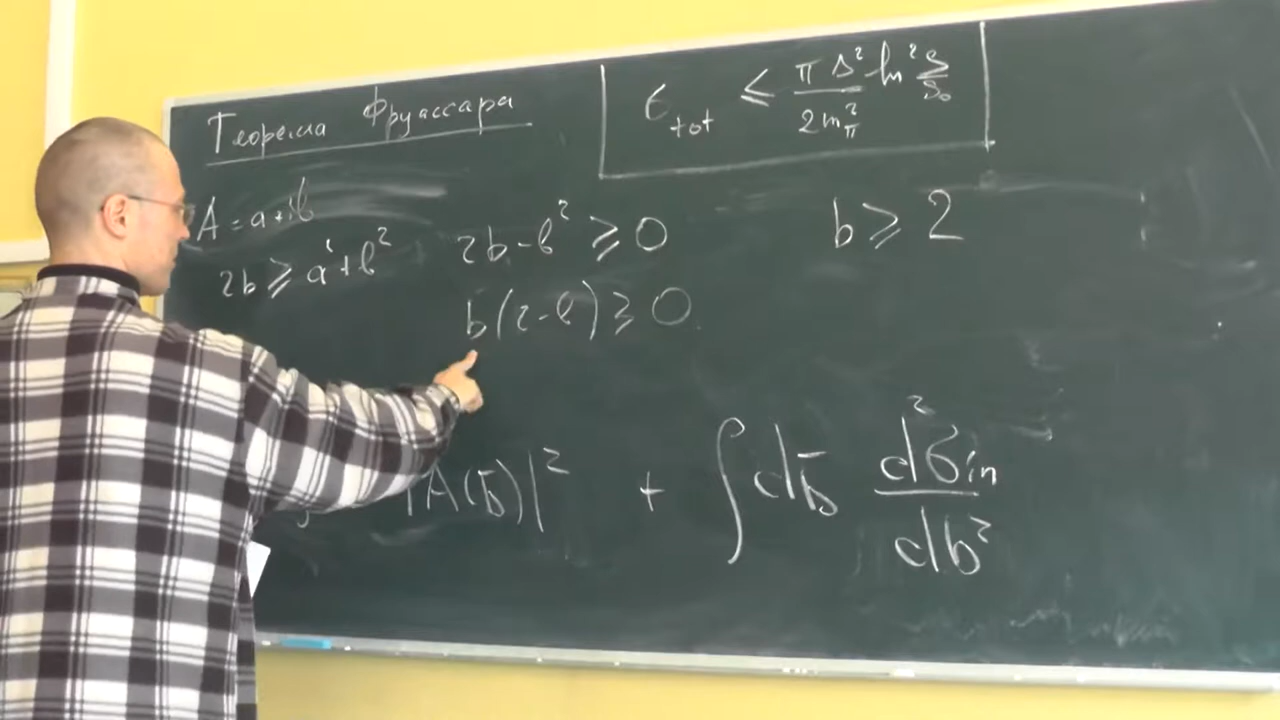 Теорема Фруассара
σ_tot ≤ π Δ² / 2m_π² ln² s/s₀
A = a + ib
2b ≥ a² + b²
2b - b² ≥ 0
b(2-b) ≥ 0
b ≥ 2
|A(b̄)|² + ∫ db̄ d²σ_in / db²